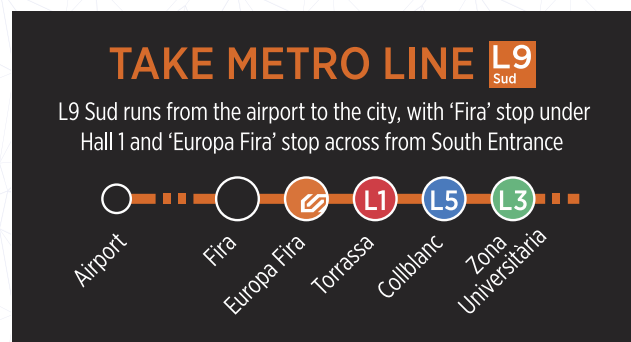 TAKE METRO LINE L9 Sud
L9 Sud runs from the airport to the city, with ‘Fira’ stop under
Hall 1 and ‘Europa Fira’ stop across from South Entrance
L1 L5 L3
Airport
Fira
Europa Fira
Torrassa
Collblanc
Zona
Universitària